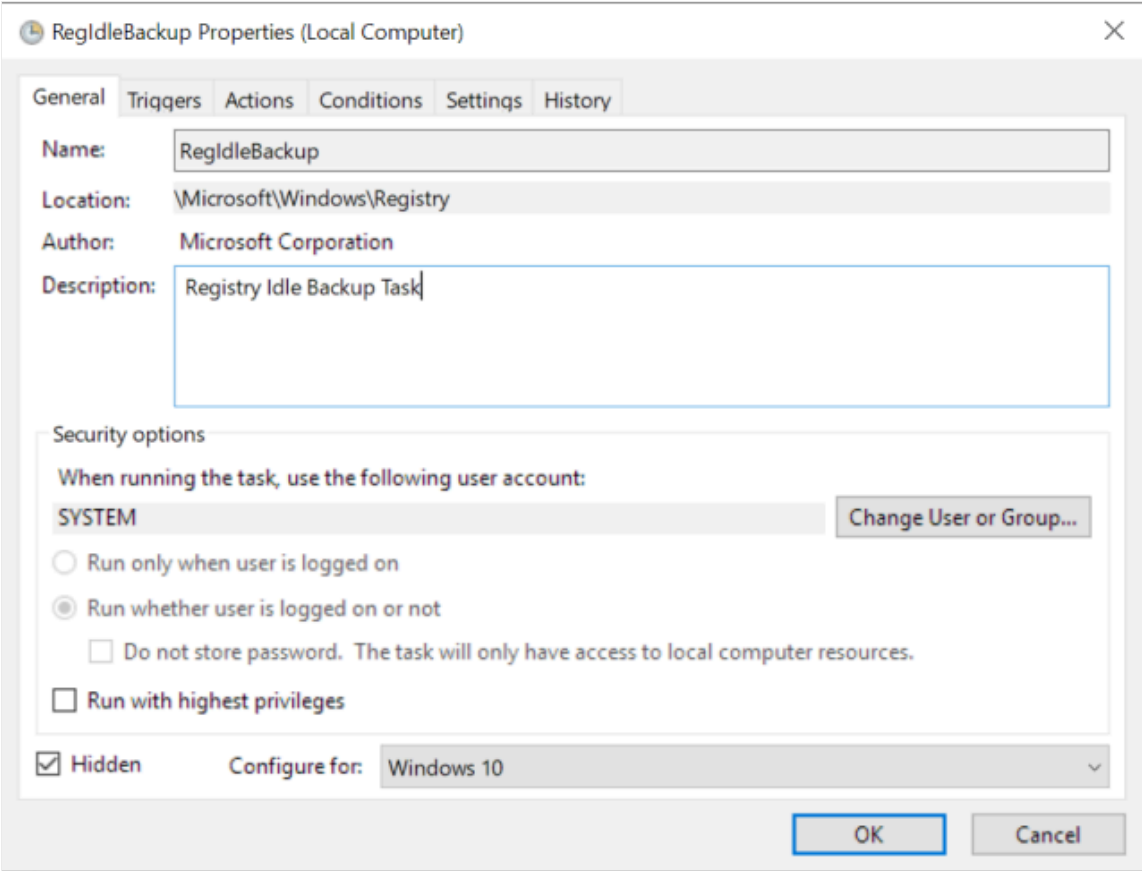 RegIdleBackup Properties (Local Computer)
General Triggers Actions Conditions Settings History
Name: RegIdleBackup
Location: \Microsoft\Windows\Registry
Author: Microsoft Corporation
Description: Registry Idle Backup Task
Security options
When running the task, use the following user account:
SYSTEM Change User or Group...
Run only when user is logged on
Run whether user is logged on or not
Do not store password. The task will only have access to local computer resources.
Run with highest privileges
Hidden Configure for: Windows 10
OK Cancel